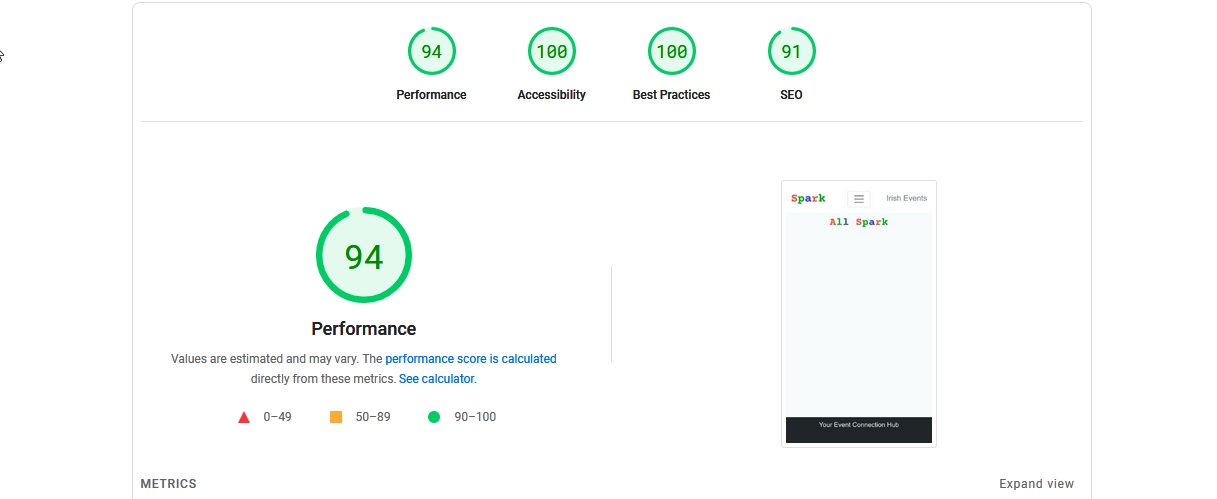 94
100
100
91
Performance
Accessibility
Best Practices
SEO
94
Performance
Values are estimated and may vary. The performance score is calculated
directly from these metrics. See calculator.
0–49
50–89
90–100
Spark
Irish Events
All Spark
Your Event Connection Hub
METRICS
Expand view